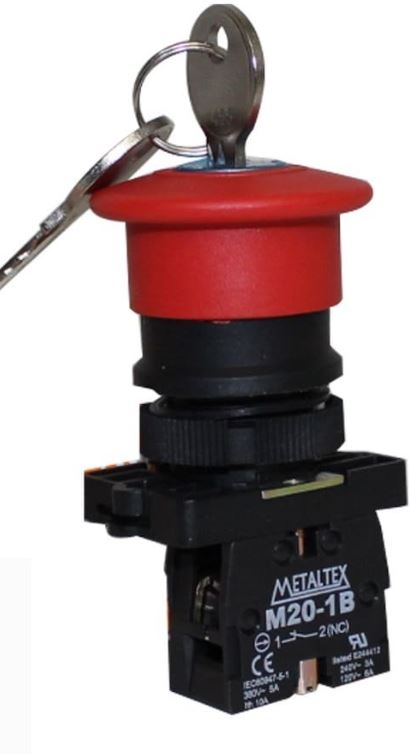 METALTEX
M20-1B
1 2 (NC)
CE
IEC60947-5-1
380V~ 5A
Ith 10A
listed E244412
240V~ 3A
120V~ 6A